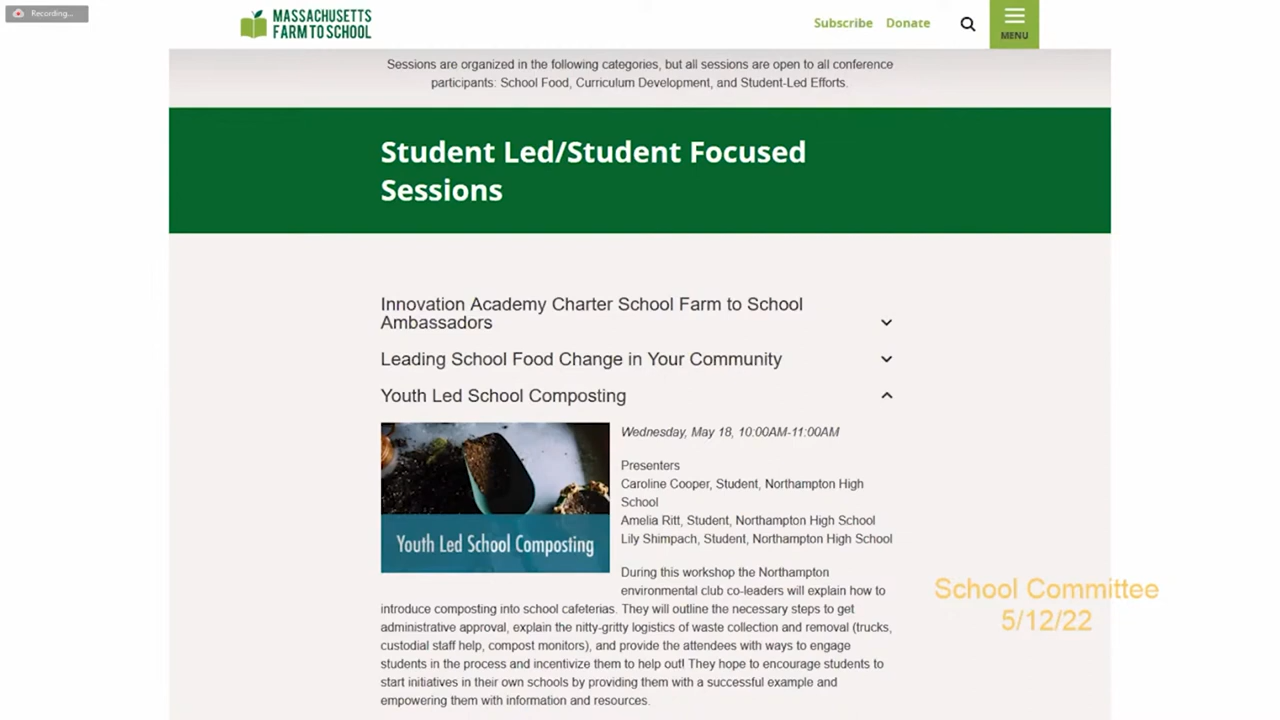 Recording...
MASSACHUSETTS
FARM TO SCHOOL
Subscribe Donate
MENU
Sessions are organized in the following categories, but all sessions are open to all conference
participants: School Food, Curriculum Development, and Student-Led Efforts.
Student Led/Student Focused
Sessions
Innovation Academy Charter School Farm to School
Ambassadors
Leading School Food Change in Your Community
Youth Led School Composting
Youth Led School Composting
Wednesday, May 18, 10:00AM-11:00AM
Presenters
Caroline Cooper, Student, Northampton High
School
Amelia Ritt, Student, Northampton High School
Lily Shimpach, Student, Northampton High School
During this workshop the Northampton
environmental club co-leaders will explain how to
introduce composting into school cafeterias. They will outline the necessary steps to get
administrative approval, explain the nitty-gritty logistics of waste collection and removal (trucks,
custodial staff help, compost monitors), and provide the attendees with ways to engage
students in the process and incentivize them to help out! They hope to encourage students to
start initiatives in their own schools by providing them with a successful example and
empowering them with information and resources.
School Committee
5/12/22